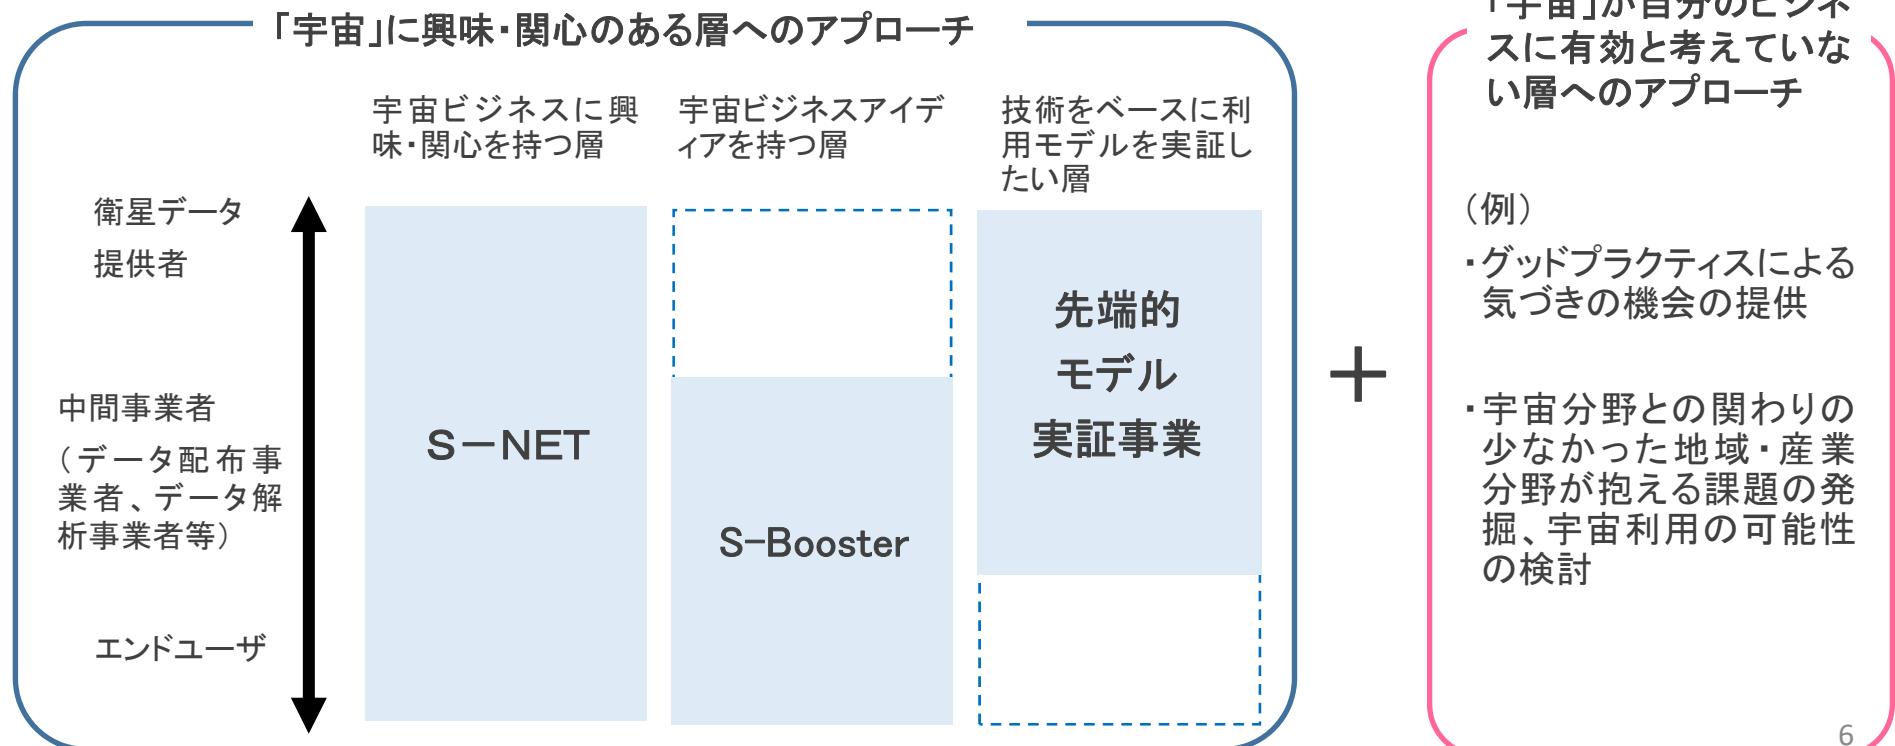 「宇宙」に興味・関心のある層へのアプローチ
宇宙ビジネスに興
味・関心を持つ層
宇宙ビジネスアイデ
ィアを持つ層
技術をベースに利
用モデルを実証し
たい層
衛星データ
提供者
中間事業者
（データ配布事
業者、データ解
析事業者等）
エンドユーザ
S－NET
S-Booster
先端的
モデル
実証事業
＋
「宇宙」が自分のビジネ
スに有効と考えていな
い層へのアプローチ
（例）
・グッドプラクティスによる
気づきの機会の提供
・宇宙分野との関わりの
少なかった地域・産業
分野が抱える課題の発
掘、宇宙利用の可能性
の検討
6